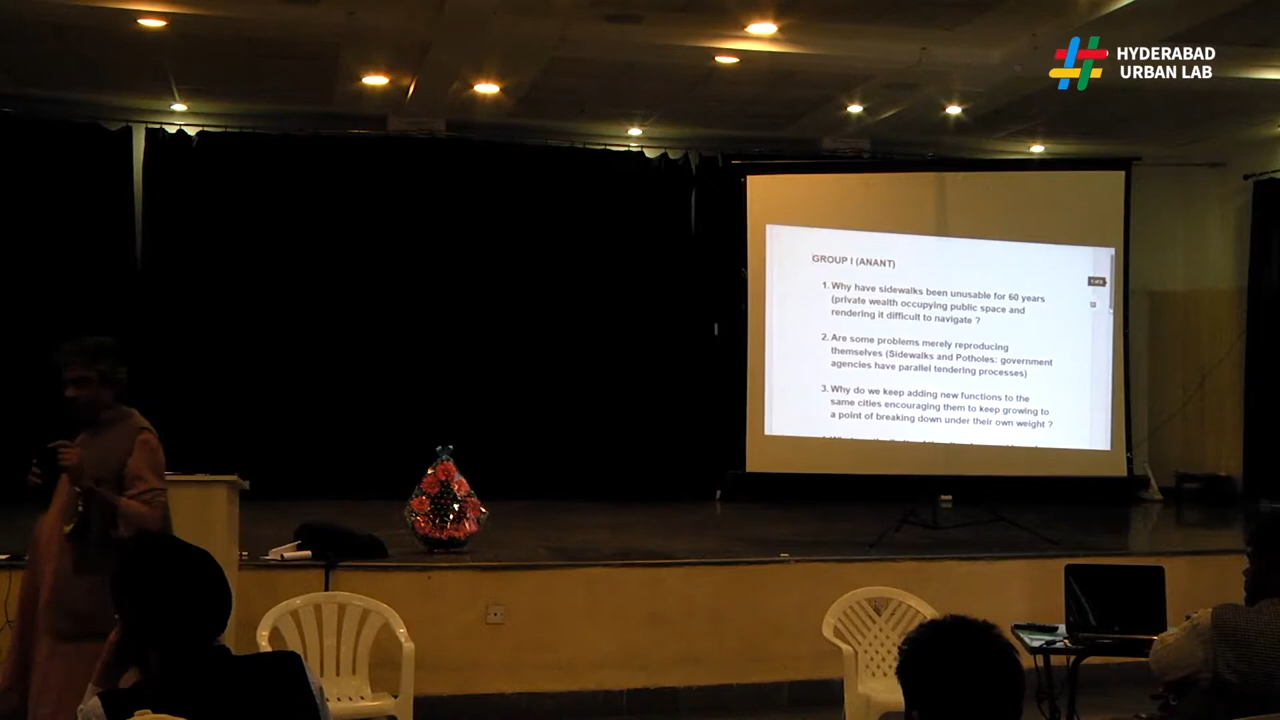 HYDERABAD
URBAN LAB
GROUP I (ANANT)
1. Why have sidewalks been unusable for 60 years
(private wealth occupying public space and
rendering it difficult to navigate ?
2. Are some problems merely reproducing
themselves (Sidewalks and Potholes: government
agencies have parallel tendering processes)
3. Why do we keep adding new functions to the
same cities encouraging them to keep growing to
a point of breaking down under their own weight ?